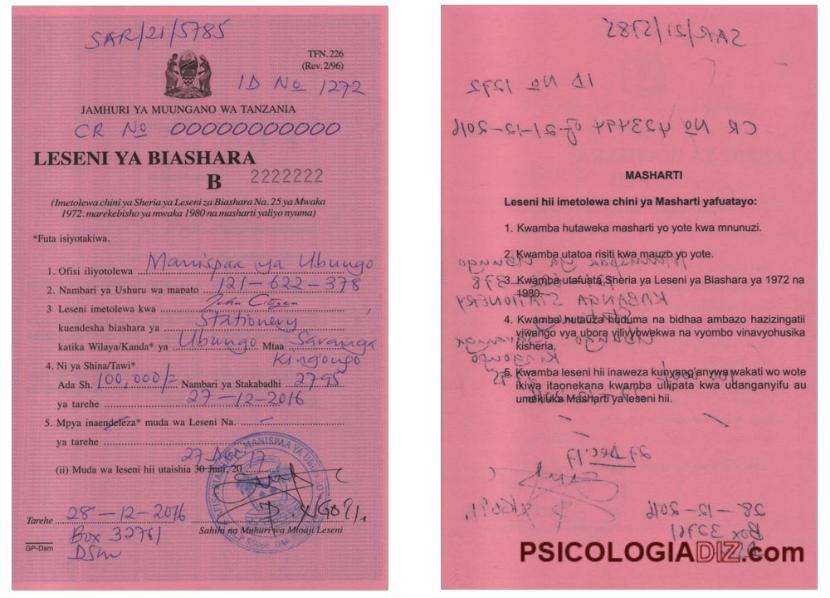 SAR/21/5785
TFN. 226
(Rev. 2/96)
ID No 1272
JAMHURI YA MUUNGANO WA TANZANIA
CR No 00000000000
LESENI YA BIASHARA
B 2222222
(Imetolewa chini ya Sheria ya Leseni za Biashara Na. 25 ya Mwaka
1972. marekebisho ya mwaka 1980 na masharti yaliyo nyuma)
*Futa isiyotakiwa.
1. Ofisi iliyotolewa Manispaa ya Ubungo
2. Nambari ya Ushuru wa mapato 121-622-378
3 Leseni imetolewa kwa
kuendesha biashara ya Stationery
katika Wilaya/Kanda* ya Ubungo Mtaa Saranga
Kingongo
4. Ni ya Shina/Tawi*
Ada Sh. 100,000/= Nambari ya Stakabadhi 2795
ya tarehe 27-12-2016
5. Mpya inaendeleza* muda wa Leseni Na.
ya tarehe
27 Dec 17
(ii) Muda wa leseni hii utaishia 30 Juni, 20
MANISPAA YA
Tarehe 28-12-2016
Sahihi na Muhuri wa Mtoaji Leseni
Box 32761
GP-Dsm
Dsm
SAR/21/5785
ID No 1272
CR No 423494 of 21-12-2016
MASHARTI
Leseni hii imetolewa chini ya Masharti yafuatayo:
1. Kwamba hutaweka masharti yo yote kwa mnunuzi.
2. Kwamba utatoa risiti kwa mauzo yo yote.
3. Kwamba utafuata Sheria ya Leseni ya Biashara ya 1972 na
1980.
KABANGA STATIONERY
4. Kwamba hutauza huduma na bidhaa ambazo hazizingatii
viwango vya ubora vilivyowekwa na vyombo vinavyohusika
kisheria.
5. Kwamba leseni hii inaweza kunyang'anywa wakati wo wote
ikiwa itaonekana kwamba ulipata kwa udanganyifu au
umekiuka Masharti ya leseni hii.
27 Dec 17
28-12-2016
Box 32761
PSICOLOGIADIZ.com